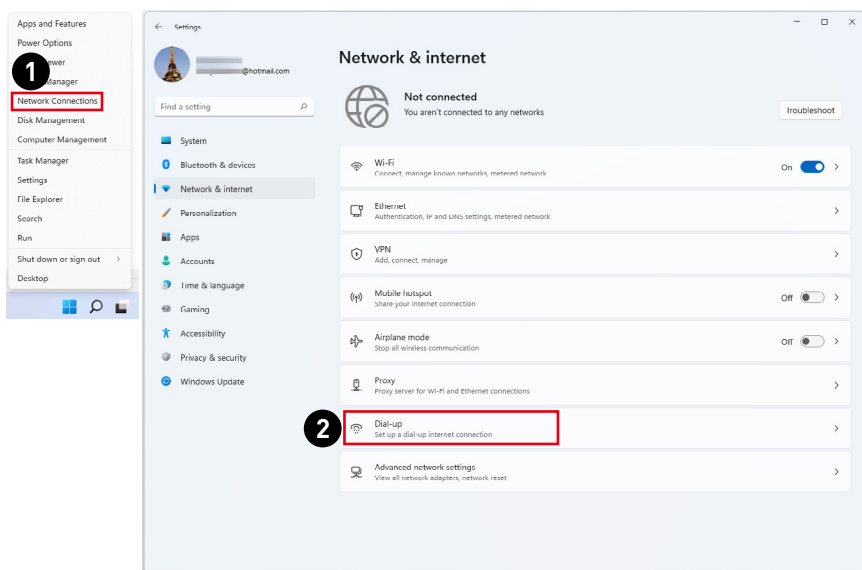 Apps and Features
Power Options
1
Network Connections
Disk Management
Computer Management
Task Manager
Settings
File Explorer
Search
Run
Shut down or sign out
Desktop
Settings
@hotmail.com
Find a setting
System
Bluetooth & devices
Network & internet
Personalization
Apps
Accounts
Time & language
Gaming
Accessibility
Privacy & security
Windows Update
Network & internet
Not connected
You aren't connected to any networks
Troubleshoot
Wi-Fi
Connect, manage known networks, metered network
On
Ethernet
Authentication, IP and DNS settings, metered network
VPN
Add, connect, manage
Mobile hotspot
Share your internet connection
Off
Airplane mode
Stop all wireless communication
Off
Proxy
Proxy server for Wi-Fi and Ethernet connections
2
Dial-up
Set up a dial-up internet connection
Advanced network settings
View all network adapters, network reset